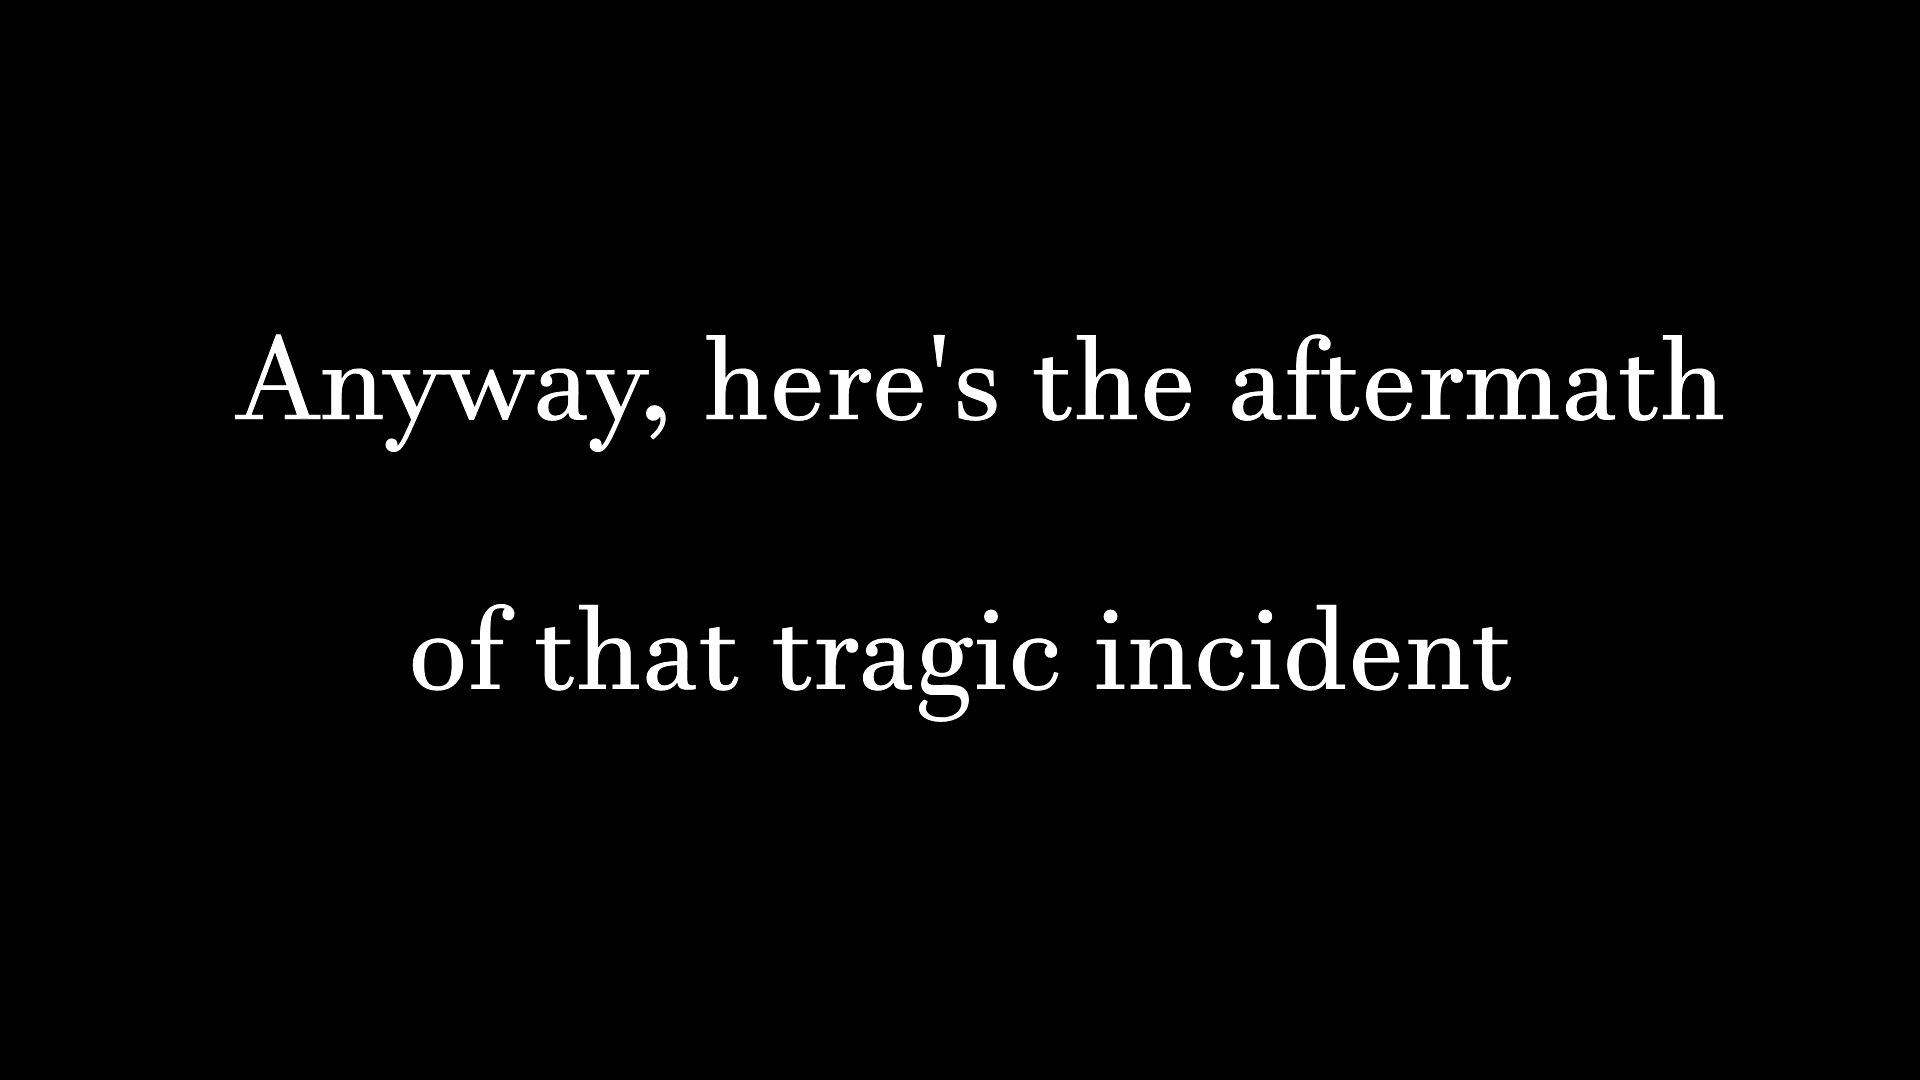 Anyway, here's the aftermath
of that tragic incident